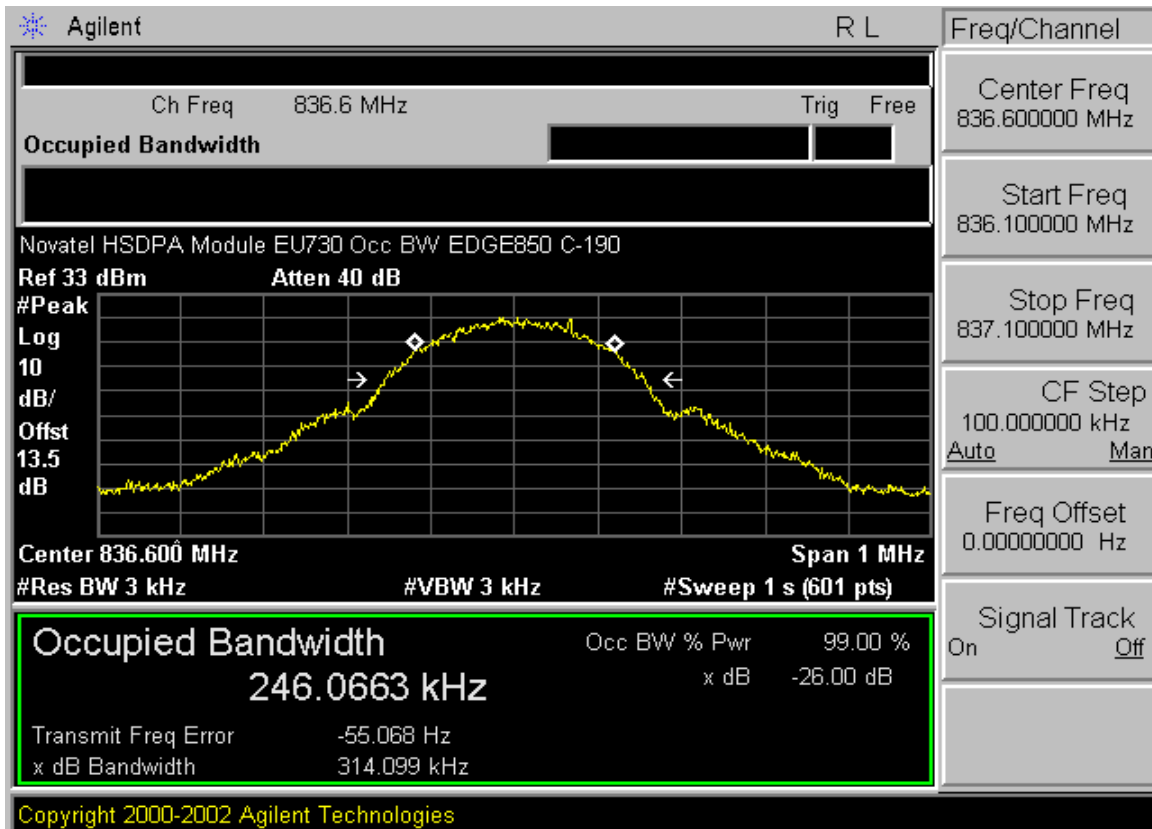 Agilent R L
Freq/Channel
Ch Freq 836.6 MHz Trig Free
Occupied Bandwidth
Novatel HSDPA Module EU730 Occ BW EDGE850 C-190
Ref 33 dBm Atten 40 dB
#Peak
Log
10
dB/
Offst
13.5
dB
Center 836.600 MHz Span 1 MHz
#Res BW 3 kHz #VBW 3 kHz #Sweep 1 s (601 pts)
Occupied Bandwidth
246.0663 kHz
Occ BW % Pwr 99.00 %
x dB -26.00 dB
Transmit Freq Error -55.068 Hz
x dB Bandwidth 314.099 kHz
Copyright 2000-2002 Agilent Technologies
Center Freq
836.600000 MHz
Start Freq
836.100000 MHz
Stop Freq
837.100000 MHz
CF Step
100.000000 kHz
Auto Man
Freq Offset
0.00000000 Hz
Signal Track
On Off